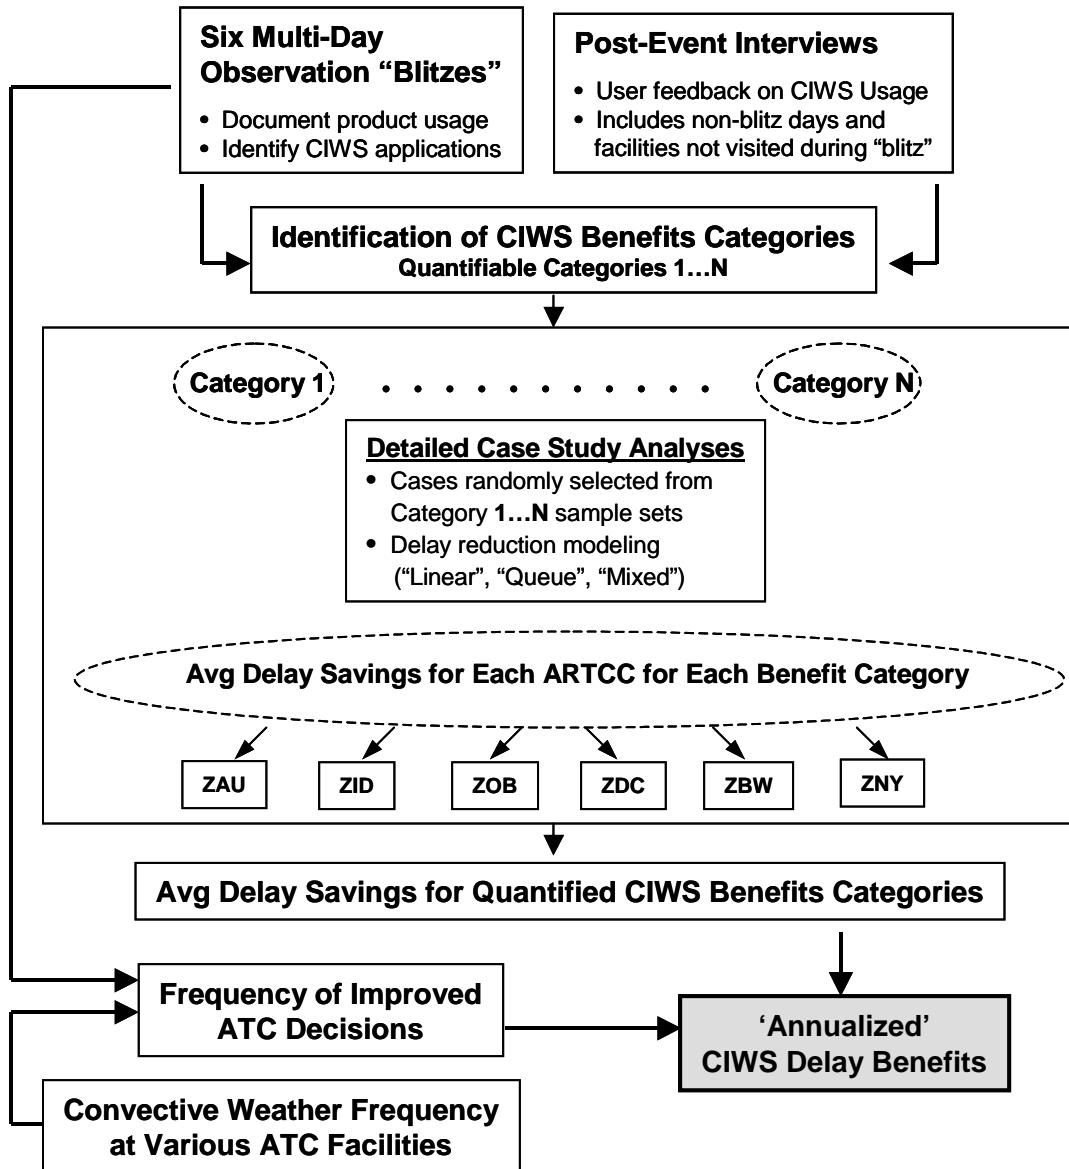 Six Multi-Day
Observation “Blitzes”
• Document product usage
• Identify CIWS applications
Post-Event Interviews
• User feedback on CIWS Usage
• Includes non-blitz days and
facilities not visited during “blitz”
Identification of CIWS Benefits Categories
Quantifiable Categories 1…N
Category 1
Category N
Detailed Case Study Analyses
• Cases randomly selected from
Category 1…N sample sets
• Delay reduction modeling
(“Linear”, “Queue”, “Mixed”)
Avg Delay Savings for Each ARTCC for Each Benefit Category
ZAU
ZID
ZOB
ZDC
ZBW
ZNY
Avg Delay Savings for Quantified CIWS Benefits Categories
Frequency of Improved
ATC Decisions
‘Annualized’
CIWS Delay Benefits
Convective Weather Frequency
at Various ATC Facilities